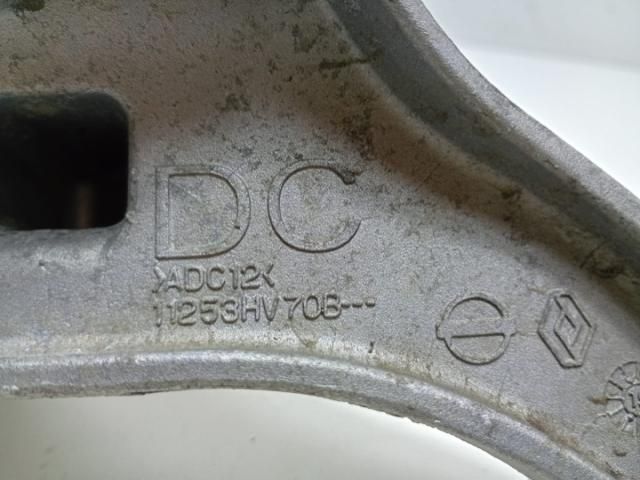 DC
>ADC12<
11253HV70B---